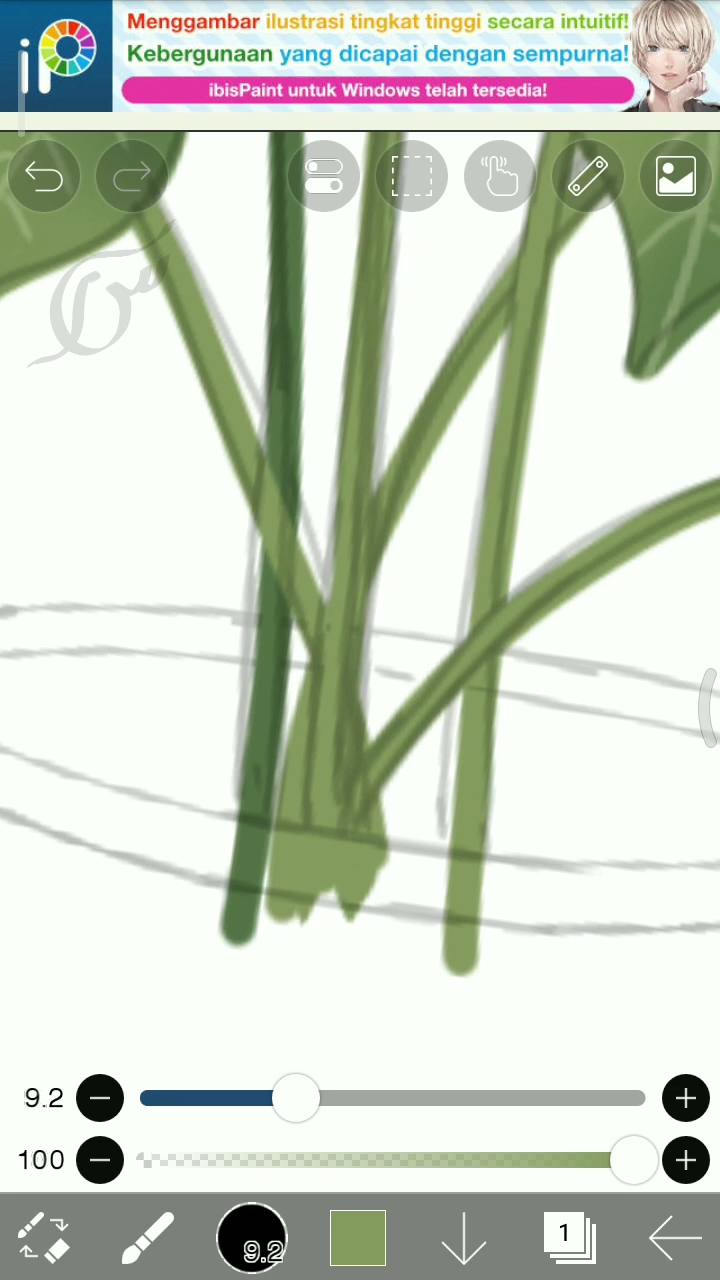 iP
Menggambar ilustrasi tingkat tinggi secara intuitif!
Kebergunaan yang dicapai dengan sempurna!
ibisPaint untuk Windows telah tersedia!
9.2
100
9.2
1